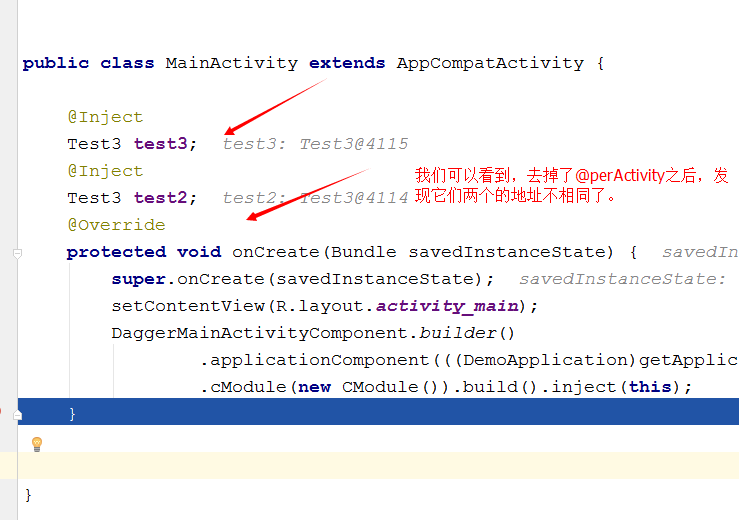 public class MainActivity extends AppCompatActivity {
@Inject
Test3 test3; test3: Test3@4115
@Inject
Test3 test2; test2: Test3@4114
我们可以看到，去掉了@perActivity之后，发
现它们两个的地址不相同了。
@Override
protected void onCreate(Bundle savedInstanceState) { savedIn
super.onCreate(savedInstanceState); savedInstanceState:
setContentView(R.layout.activity_main);
DaggerMainActivityComponent.builder()
.applicationComponent(((DemoApplication)getApplic
.cModule(new CModule()).build().inject(this);
}
}